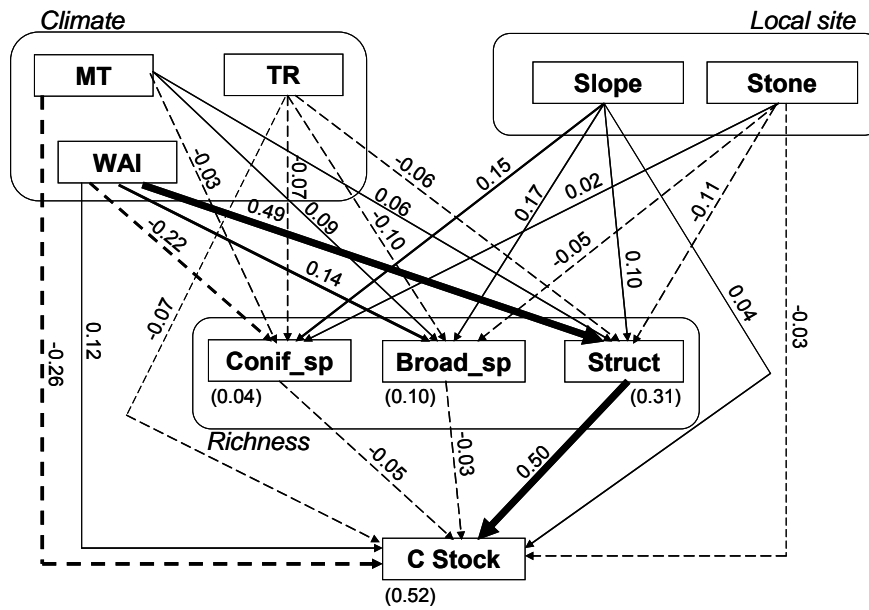 Climate
Local site
MT
TR
Slope
Stone
WAI
-0.03
-0.07
-0.06
0.15
0.02
0.17
-0.11
0.49
0.09
0.06
-0.10
-0.22
0.14
-0.05
0.10
-0.07
0.04
0.12
-0.26
-0.03
Conif_sp
Broad_sp
Struct
(0.04)
(0.10)
(0.31)
Richness
-0.05
-0.03
0.50
C Stock
(0.52)